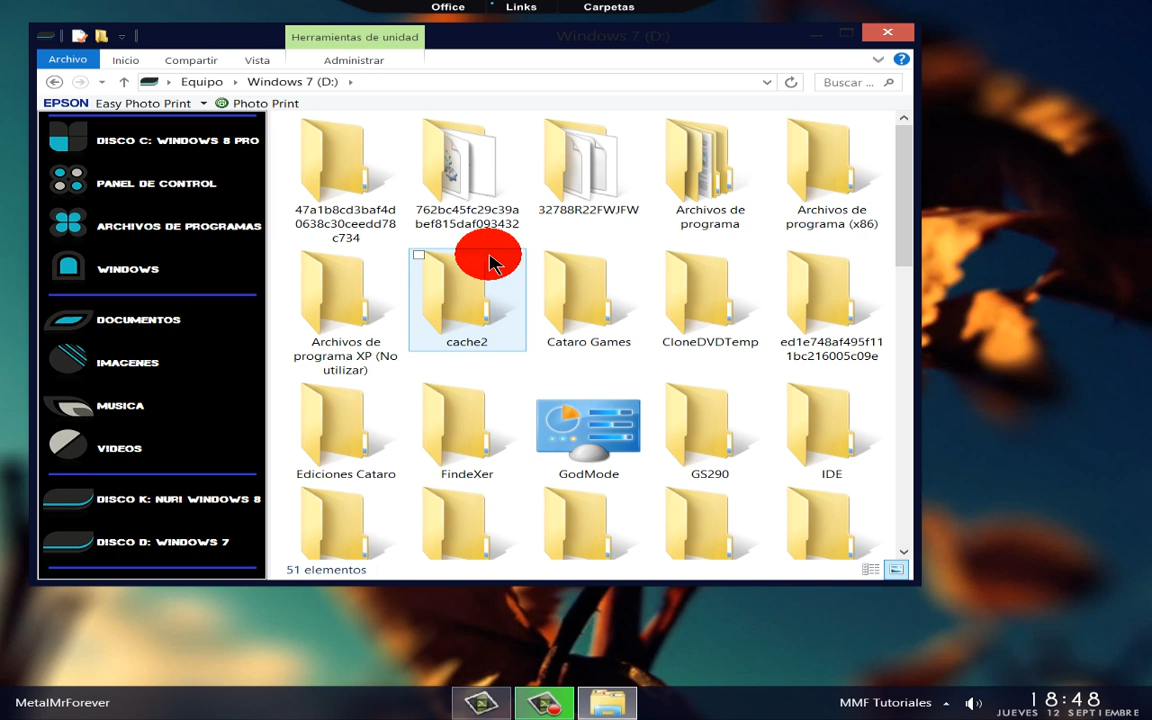 Office Links Carpetas
Herramientas de unidad
Windows 7 (D:)
Archivo Inicio Compartir Vista Administrar
Equipo Windows 7 (D:)
Buscar ...
EPSON Easy Photo Print Photo Print
DISCO C: WINDOWS 8 PRO
PANEL DE CONTROL
ARCHIVOS DE PROGRAMAS
WINDOWS
DOCUMENTOS
IMAGENES
MUSICA
VIDEOS
DISCO K: NURI WINDOWS 8
DISCO D: WINDOWS 7
47a1b8cd3baf4d
0638c30ceedd78
c734
762bc45fc29c39a
bef815daf093432
32788R22FWJFW
Archivos de
programa
Archivos de
programa (x86)
Archivos de
programa XP (No
utilizar)
cache2
Cataro Games
CloneDVDTemp
ed1e748af495f11
1bc216005c09e
Ediciones Cataro
FindeXer
GodMode
GS290
IDE
51 elementos
MetalMrForever
MMF Tutoriales
18:48
JUEVES 12 SEPTIEMBRE